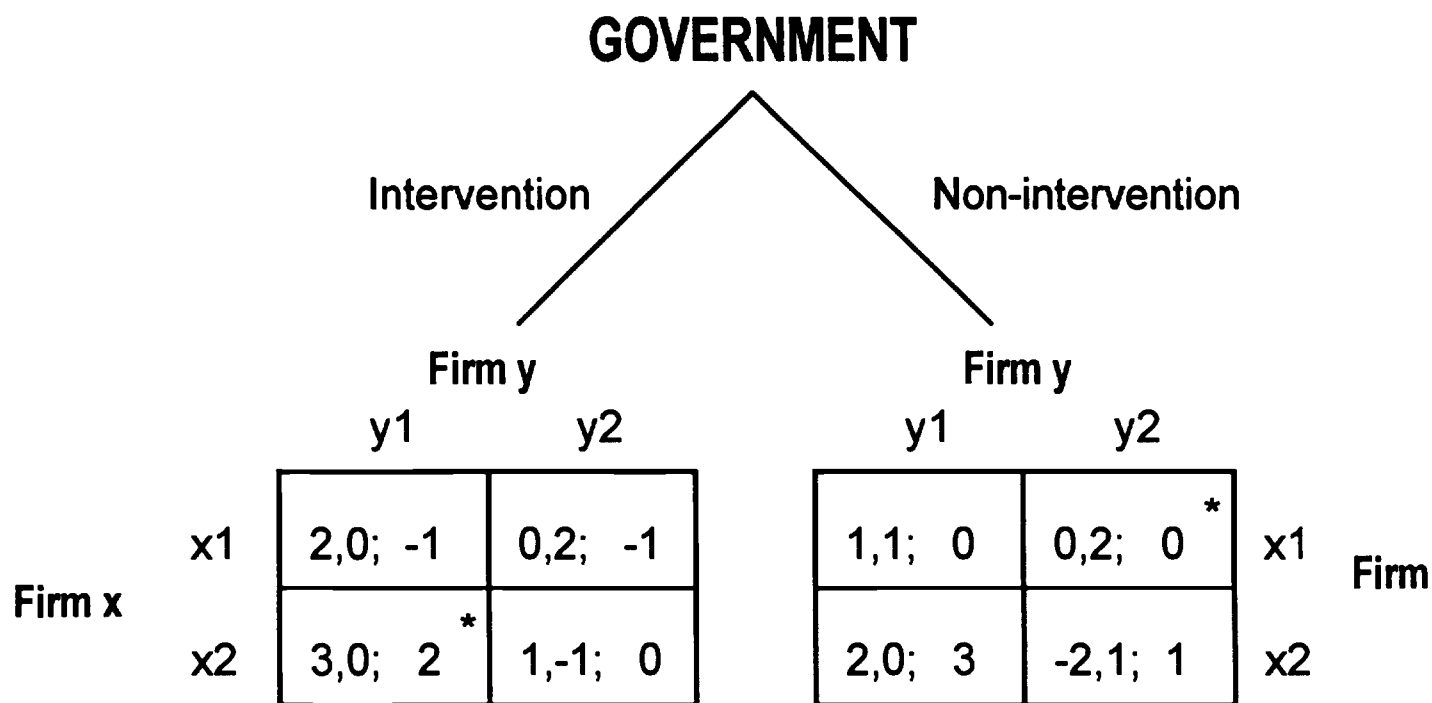 GOVERNMENT
Intervention Non-intervention
Firm y Firm y
y1 y2 y1 y2
x1 2,0; -1 0,2; -1 1,1; 0 0,2; 0 * x1
Firm x Firm
x2 3,0; 2 * 1,-1; 0 2,0; 3 -2,1; 1 x2